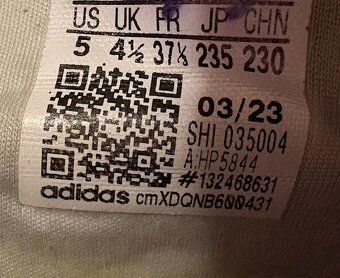 US UK FR JP CHN
5 4½ 37⅓ 235 230
03/23
SHI 035004
A:HP5844
#132468631
adidas cmXDQNB600431